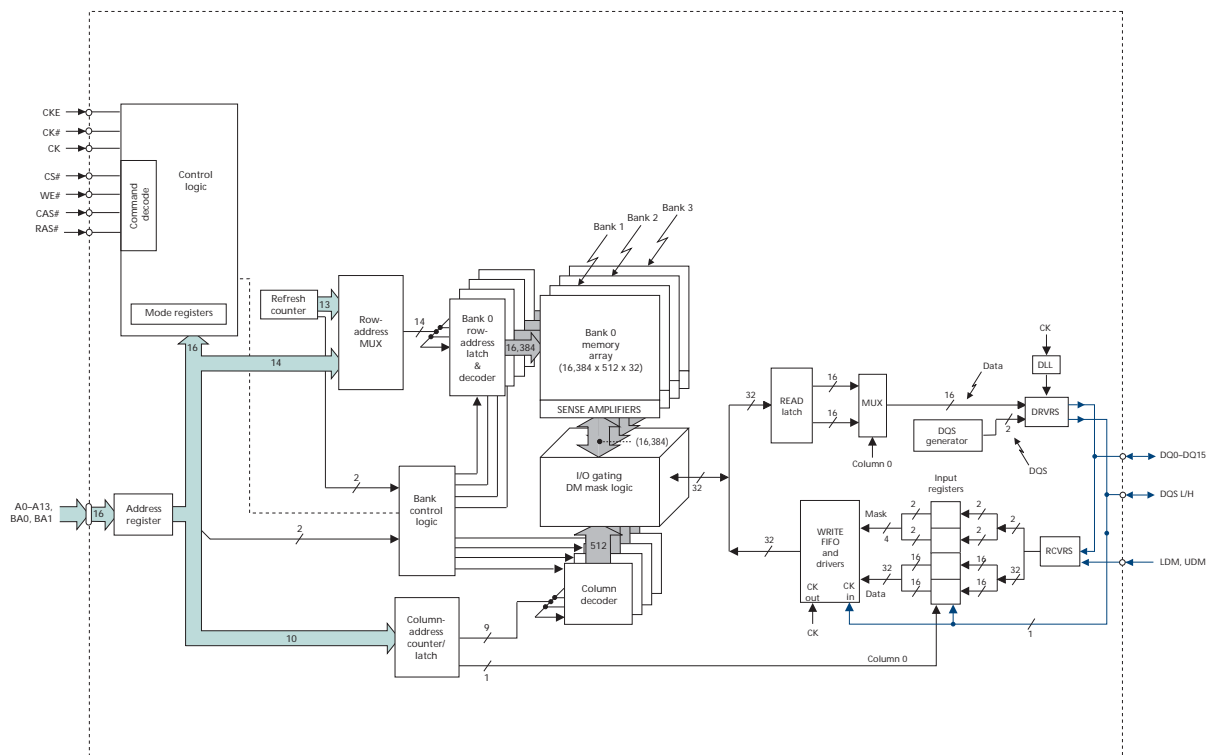 CKE
CK#
CK
CS#
WE#
CAS#
RAS#
Command
decode
Control
logic
Mode registers
16
Refresh
counter
13
14
Row-
address
MUX
14
Bank 0
row-
address
latch
&
decoder
16,384
Bank 1
Bank 2
Bank 3
Bank 0
memory
array
(16,384 x 512 x 32)
SENSE AMPLIFIERS
(16,384)
I/O gating
DM mask logic
32
512
Column
decoder
2
2
Bank
control
logic
A0–A13,
BA0, BA1
16
Address
register
10
Column-
address
counter/
latch
9
1
Column 0
32
READ
latch
16
16
MUX
Column 0
16
Data
DQS
generator
2
DQS
CK
DLL
DRVRS
DQ0–DQ15
DQS L/H
LDM, UDM
RCVRS
Input
registers
2
2
2
2
2
16
16
16
16
32
Mask
4
32
Data
32
WRITE
FIFO
and
drivers
CK
out
CK
in
CK
1